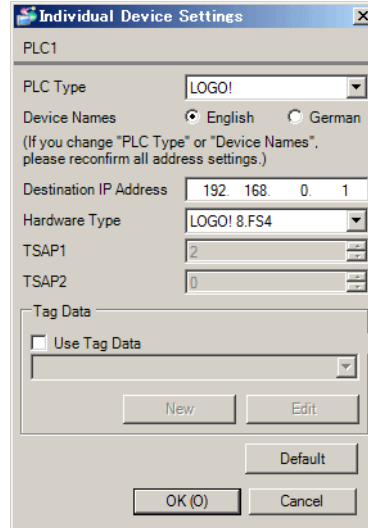 Individual Device Settings
PLC1
PLC Type LOGO!
Device Names English German
(If you change "PLC Type" or "Device Names",
please reconfirm all address settings.)
Destination IP Address 192. 168. 0. 1
Hardware Type LOGO! 8.FS4
TSAP1 2
TSAP2 0
Tag Data
Use Tag Data
New Edit
Default
OK (O) Cancel